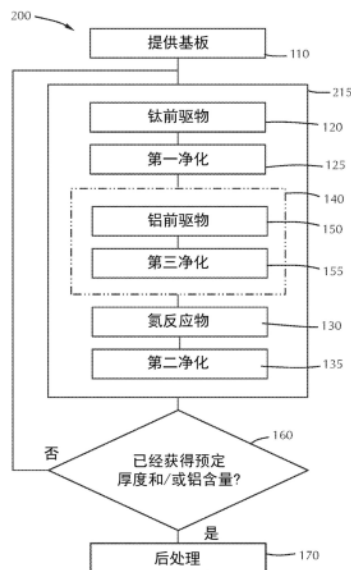 200
提供基板
110
215
钛前驱物
120
第一净化
125
140
铝前驱物
150
第三净化
155
氮反应物
130
第二净化
135
160
否
已经获得预定
厚度和/或铝含量?
是
后处理
170